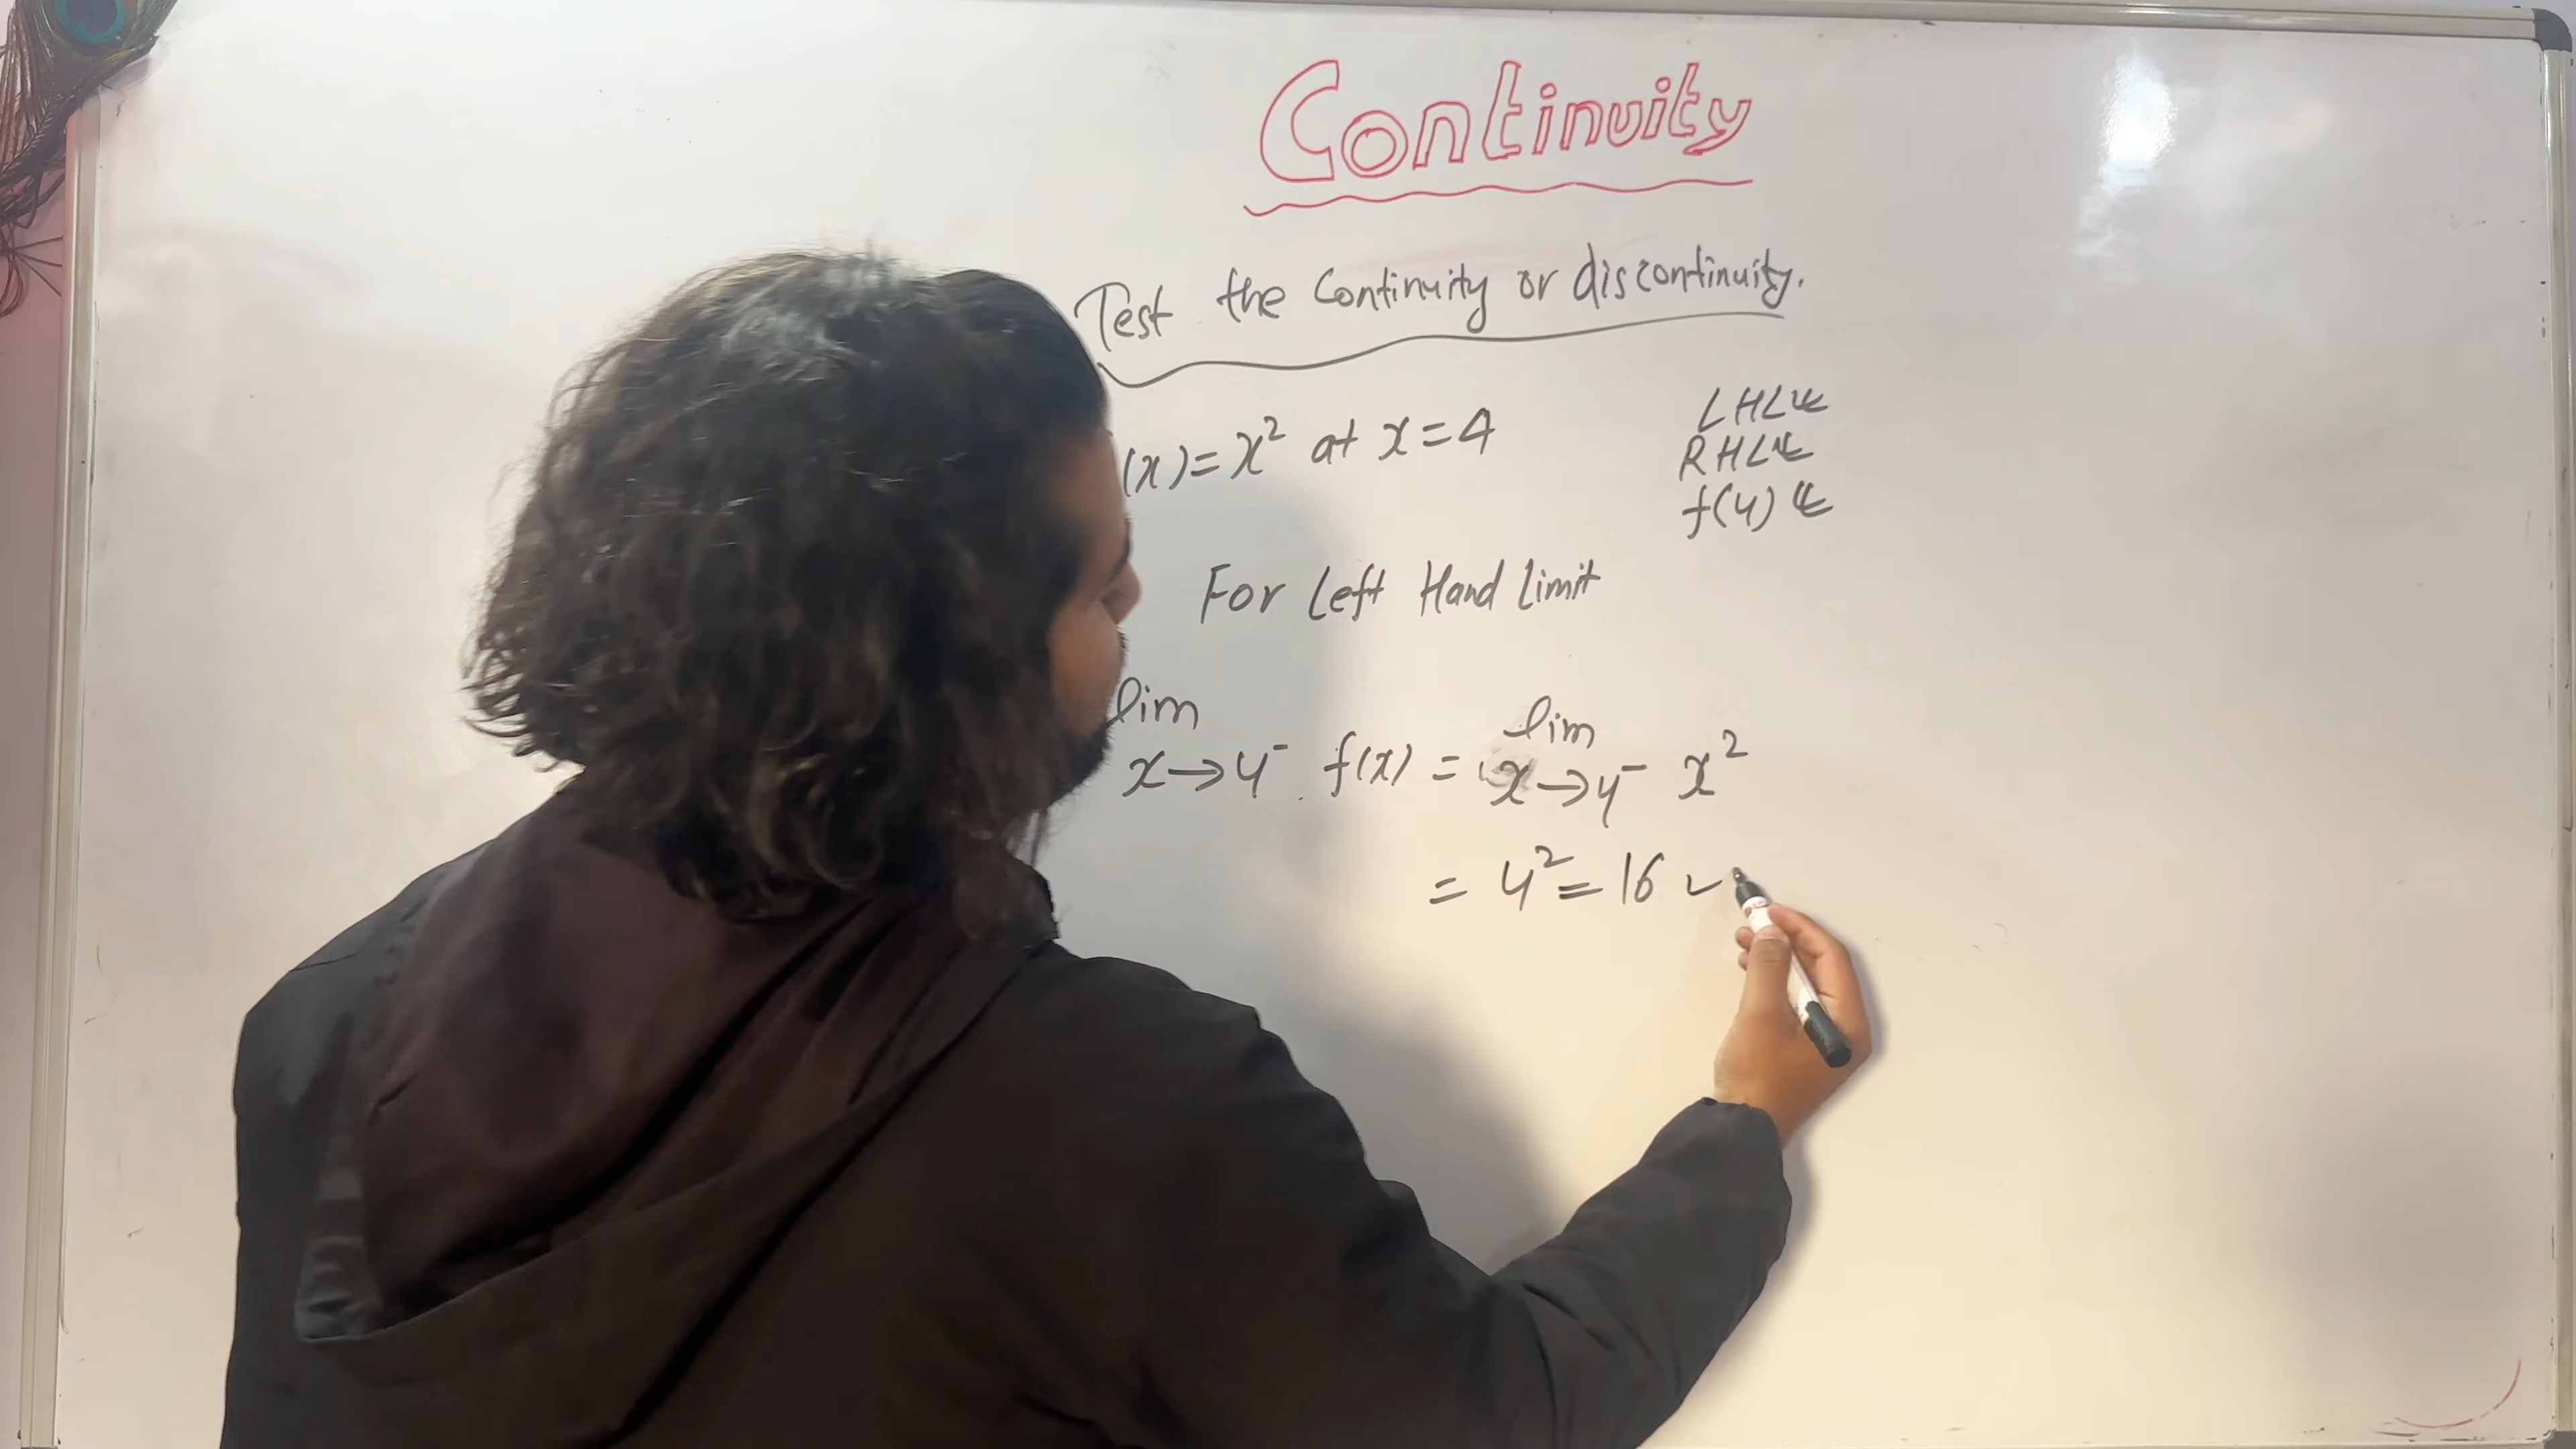 Continuity
Test the Continuity or discontinuity.
(x)=x² at x=4
LHL
RHL
f(4)
For Left Hand Limit
lim
x→4⁻ f(x) = lim
x→4⁻ x²
= 4² = 16